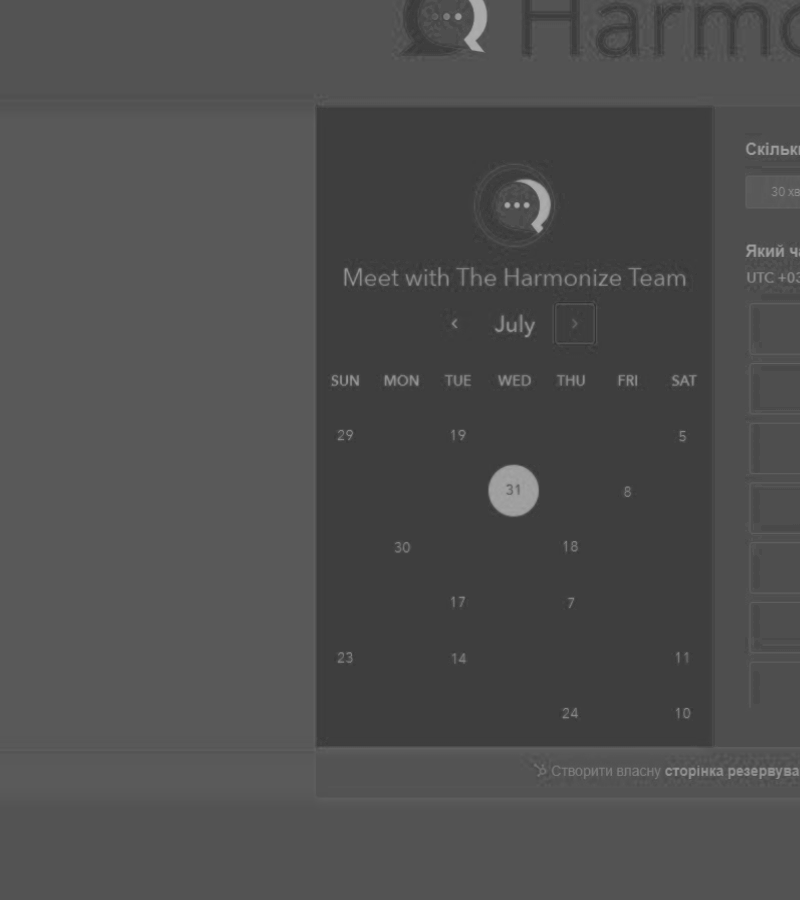 Harmo
Скільки
30 хв
Meet with The Harmonize Team
Який ча
UTC +03
July
SUN MON TUE WED THU FRI SAT
29 19 5
31 8
30 18
17 7
23 14 11
24 10
Створити власну сторінка резервува